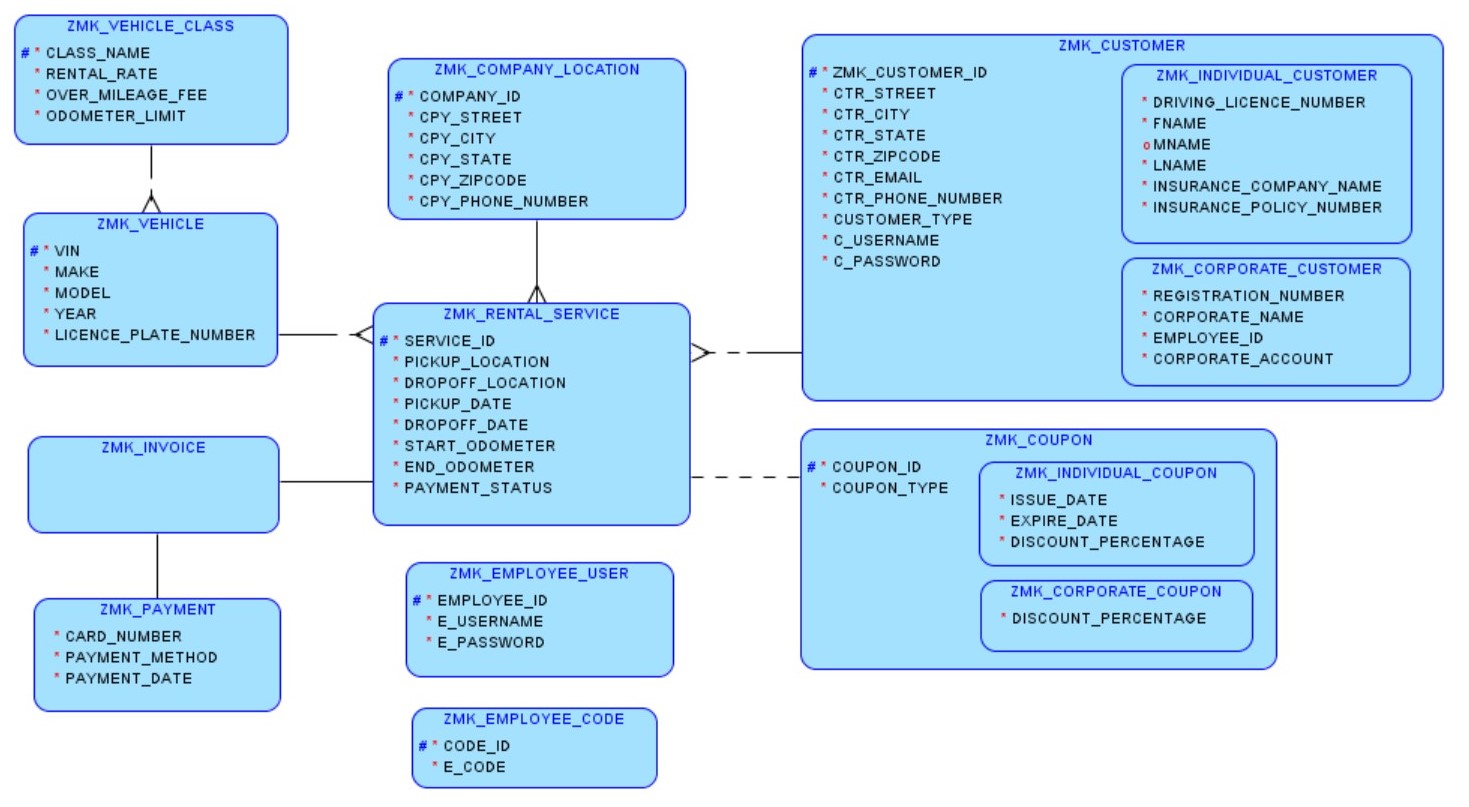 ZMK_VEHICLE_CLASS
# * CLASS_NAME
* RENTAL_RATE
* OVER_MILEAGE_FEE
* ODOMETER_LIMIT
ZMK_VEHICLE
# * VIN
* MAKE
* MODEL
* YEAR
* LICENCE_PLATE_NUMBER
ZMK_INVOICE
ZMK_PAYMENT
* CARD_NUMBER
* PAYMENT_METHOD
* PAYMENT_DATE
ZMK_COMPANY_LOCATION
# * COMPANY_ID
* CPY_STREET
* CPY_CITY
* CPY_STATE
* CPY_ZIPCODE
* CPY_PHONE_NUMBER
ZMK_RENTAL_SERVICE
# * SERVICE_ID
* PICKUP_LOCATION
* DROPOFF_LOCATION
* PICKUP_DATE
* DROPOFF_DATE
* START_ODOMETER
* END_ODOMETER
* PAYMENT_STATUS
ZMK_EMPLOYEE_USER
# * EMPLOYEE_ID
* E_USERNAME
* E_PASSWORD
ZMK_EMPLOYEE_CODE
# * CODE_ID
* E_CODE
ZMK_CUSTOMER
# * ZMK_CUSTOMER_ID
* CTR_STREET
* CTR_CITY
* CTR_STATE
* CTR_ZIPCODE
* CTR_EMAIL
* CTR_PHONE_NUMBER
* CUSTOMER_TYPE
* C_USERNAME
* C_PASSWORD
ZMK_INDIVIDUAL_CUSTOMER
* DRIVING_LICENCE_NUMBER
* FNAME
o MNAME
* LNAME
* INSURANCE_COMPANY_NAME
* INSURANCE_POLICY_NUMBER
ZMK_CORPORATE_CUSTOMER
* REGISTRATION_NUMBER
* CORPORATE_NAME
* EMPLOYEE_ID
* CORPORATE_ACCOUNT
ZMK_COUPON
# * COUPON_ID
* COUPON_TYPE
ZMK_INDIVIDUAL_COUPON
* ISSUE_DATE
* EXPIRE_DATE
* DISCOUNT_PERCENTAGE
ZMK_CORPORATE_COUPON
* DISCOUNT_PERCENTAGE